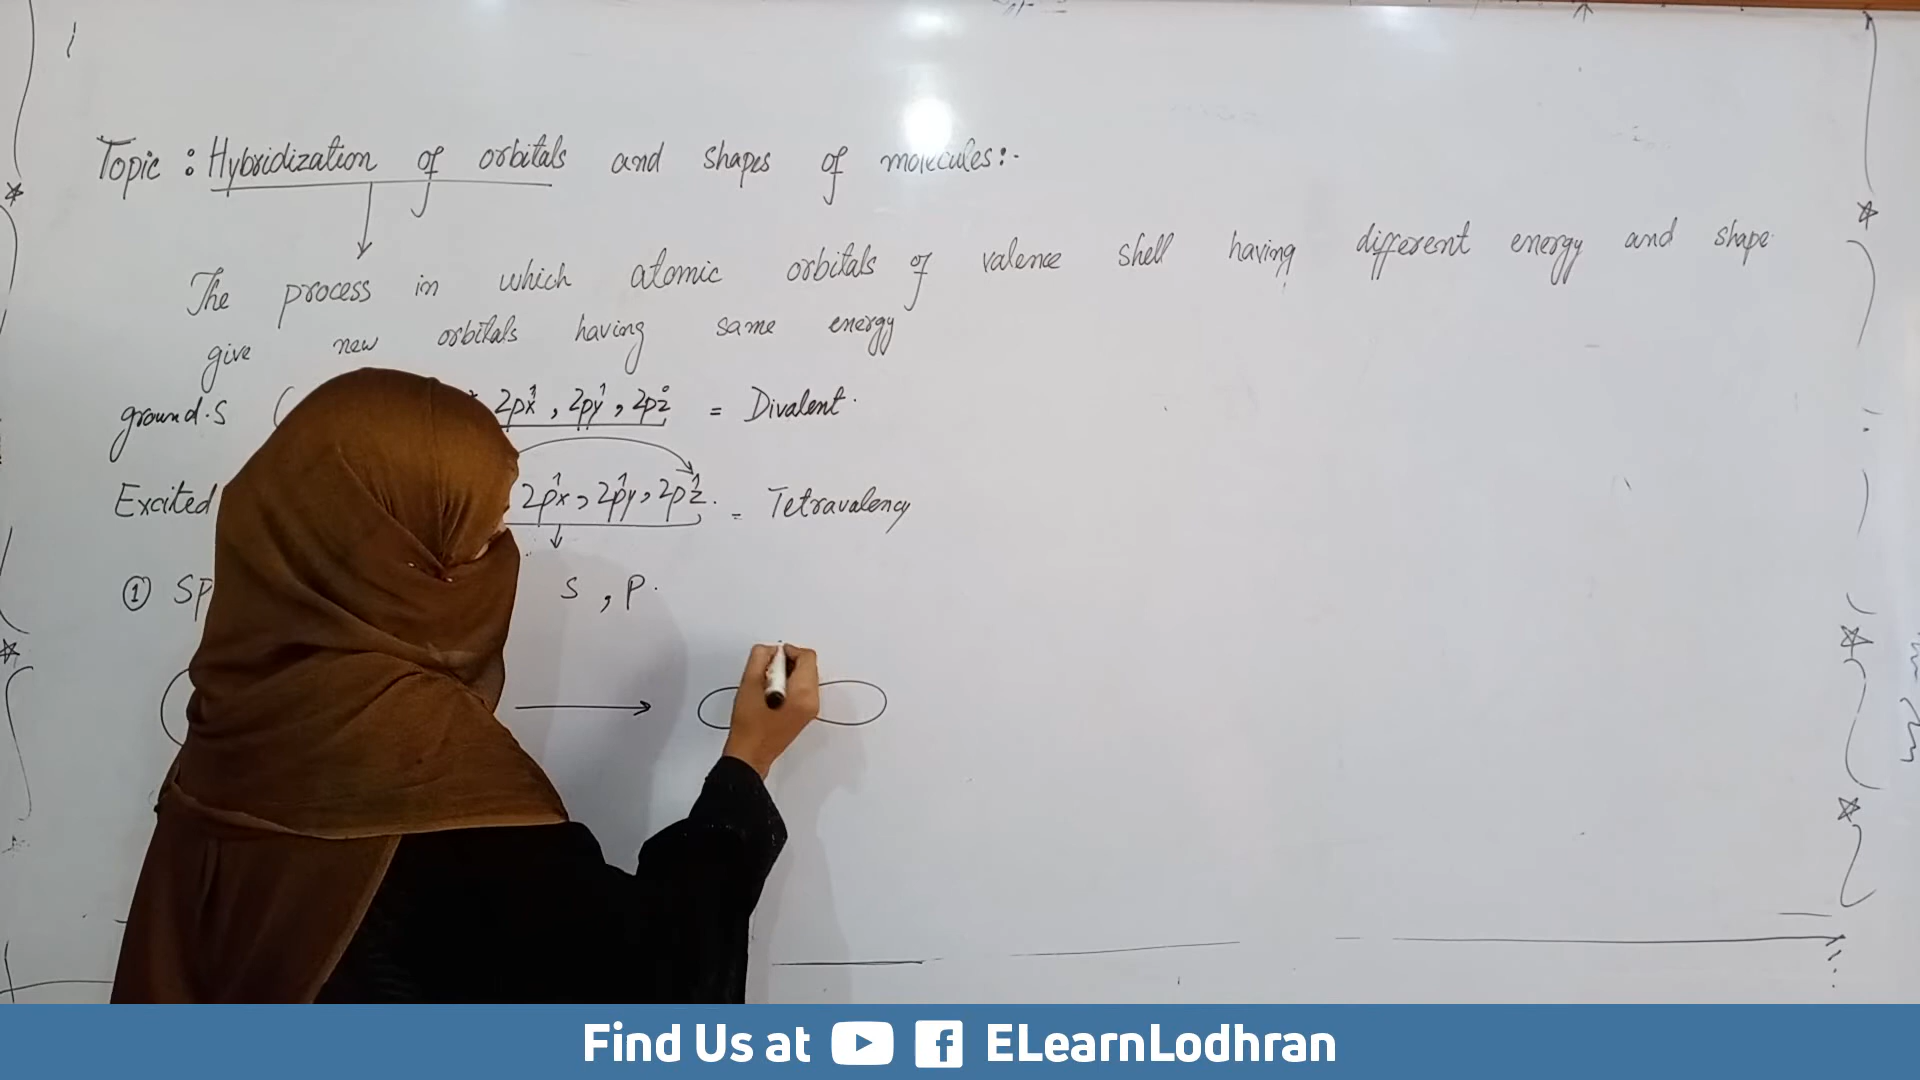 Topic : Hybridization of orbitals and shapes of molecules:-
The process in which atomic orbitals of valence shell having different energy and shape
give new orbitals having same energy
ground.S ( 2px¹, 2py¹, 2pz⁰ = Divalent.
Excited 2px¹, 2py¹, 2pz¹. = Tetravalency
① SP s , p.
Find Us at ELearnLodhran